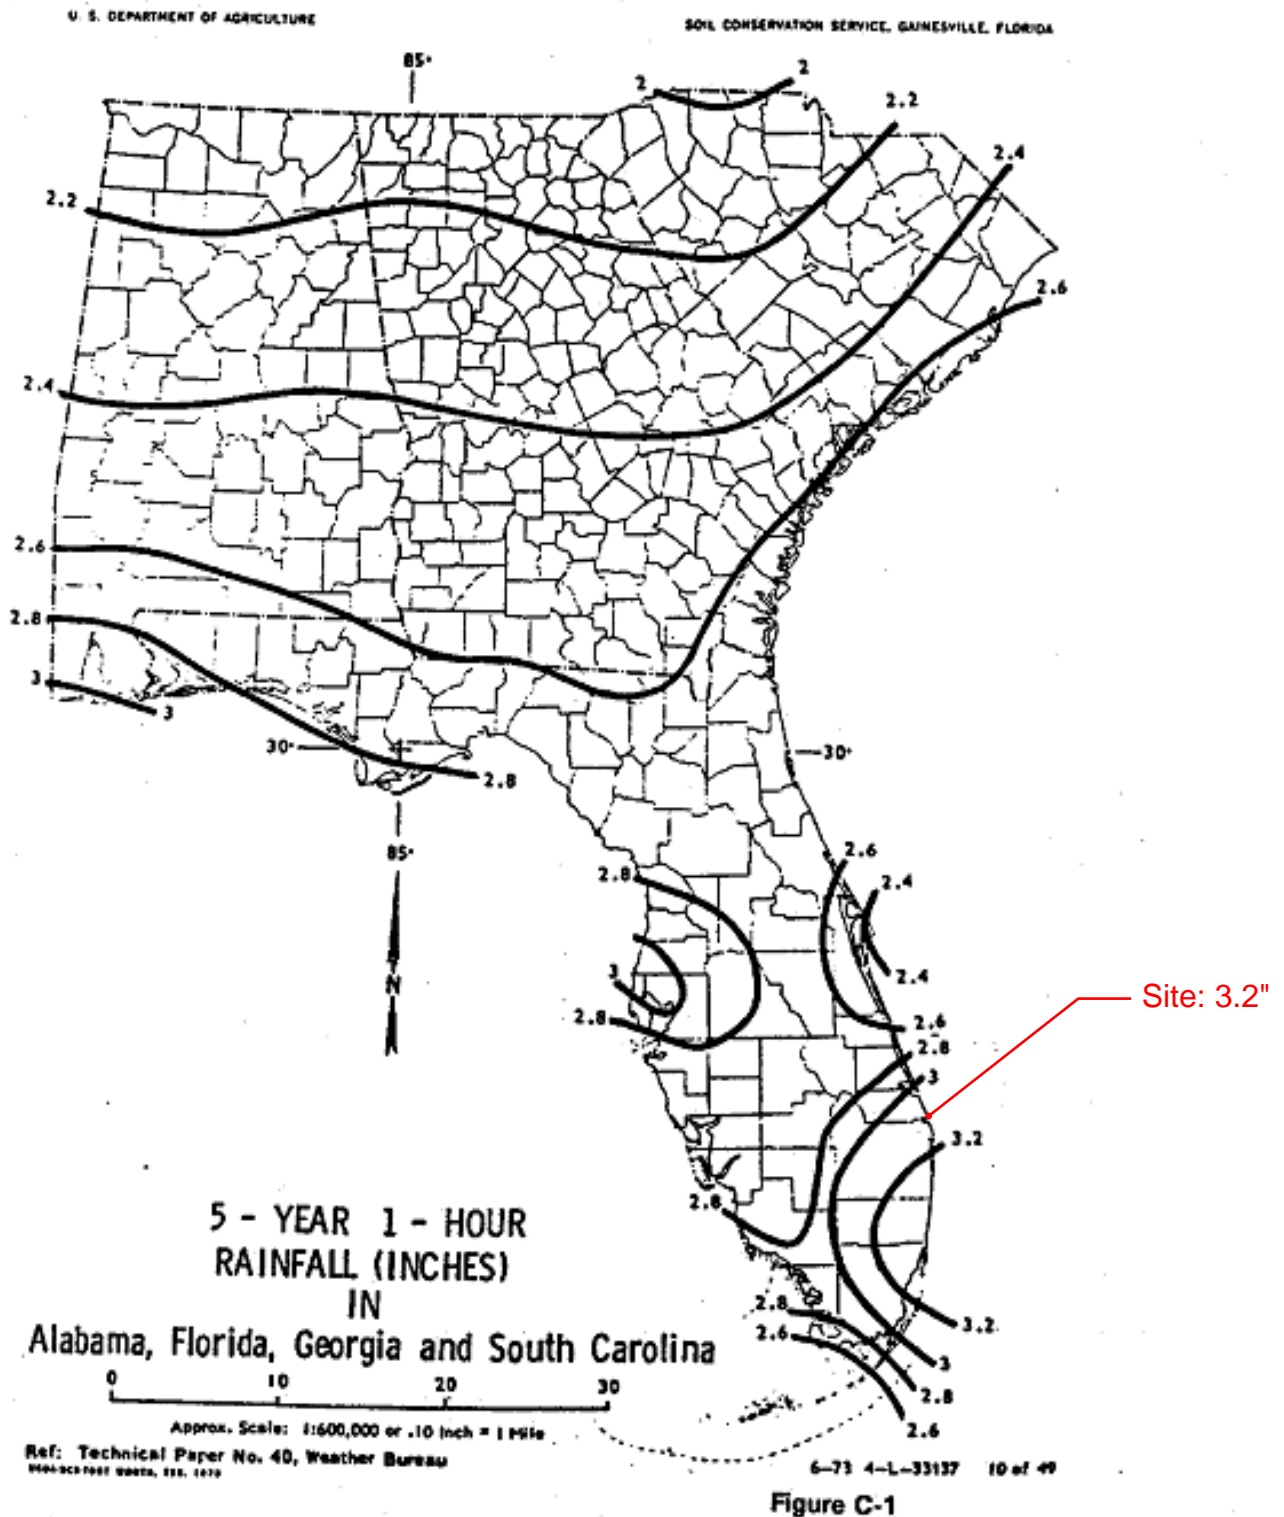 U. S. DEPARTMENT OF AGRICULTURE
SOIL CONSERVATION SERVICE, GAINESVILLE, FLORIDA
85°
2
2
2.2
2.4
2.2
2.6
2.4
2.6
2.8
3
3
30°
30°
2.8
85°
2.6
2.8
2.4
N
3
2.4
Site: 3.2"
2.8
2.6
2.8
3
3.2
2.8
5 - YEAR 1 - HOUR
RAINFALL (INCHES)
IN
Alabama, Florida, Georgia and South Carolina
2.8
2.6
3.2
3
2.8
2.6
0 10 20 30
Approx. Scale: 1:600,000 or .10 Inch = 1 Mile
Ref: Technical Paper No. 40, Weather Bureau
6-73 4-L-33137 10 of 49
Figure C-1